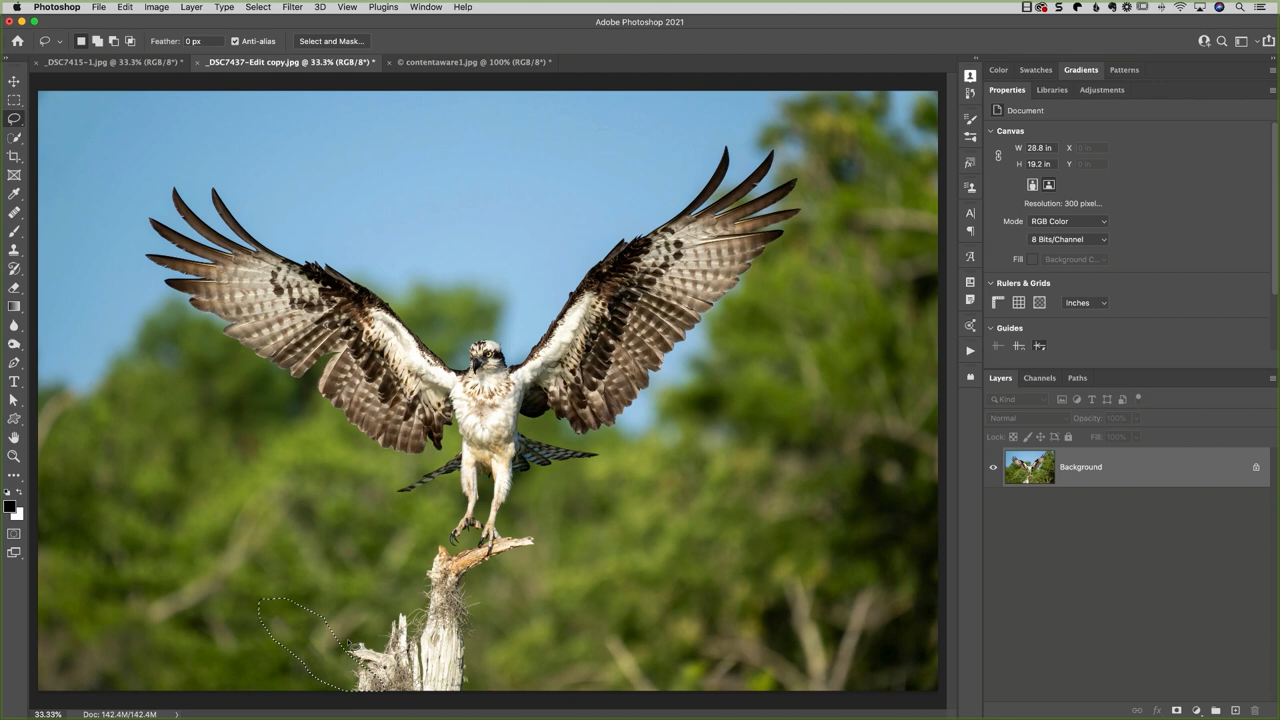 Photoshop File Edit Image Layer Type Select Filter 3D View Plugins Window Help
Adobe Photoshop 2021
Feather: 0 px Anti-alias Select and Mask...
_DSC7415-1.jpg @ 33.3% (RGB/8*) * _DSC7437-Edit copy.jpg @ 33.3% (RGB/8*) * © contentaware1.jpg @ 100% (RGB/8*) *
Color Swatches Gradients Patterns
Properties Libraries Adjustments
Document
Canvas
W 28.8 in X 0 in
H 19.2 in Y 0 in
Resolution: 300 pixel...
Mode RGB Color
8 Bits/Channel
Fill Background C...
Rulers & Grids
Inches
Guides
Layers Channels Paths
Kind
Normal Opacity: 100%
Lock: Fill: 100%
Background
33.33% Doc: 142.4M/142.4M